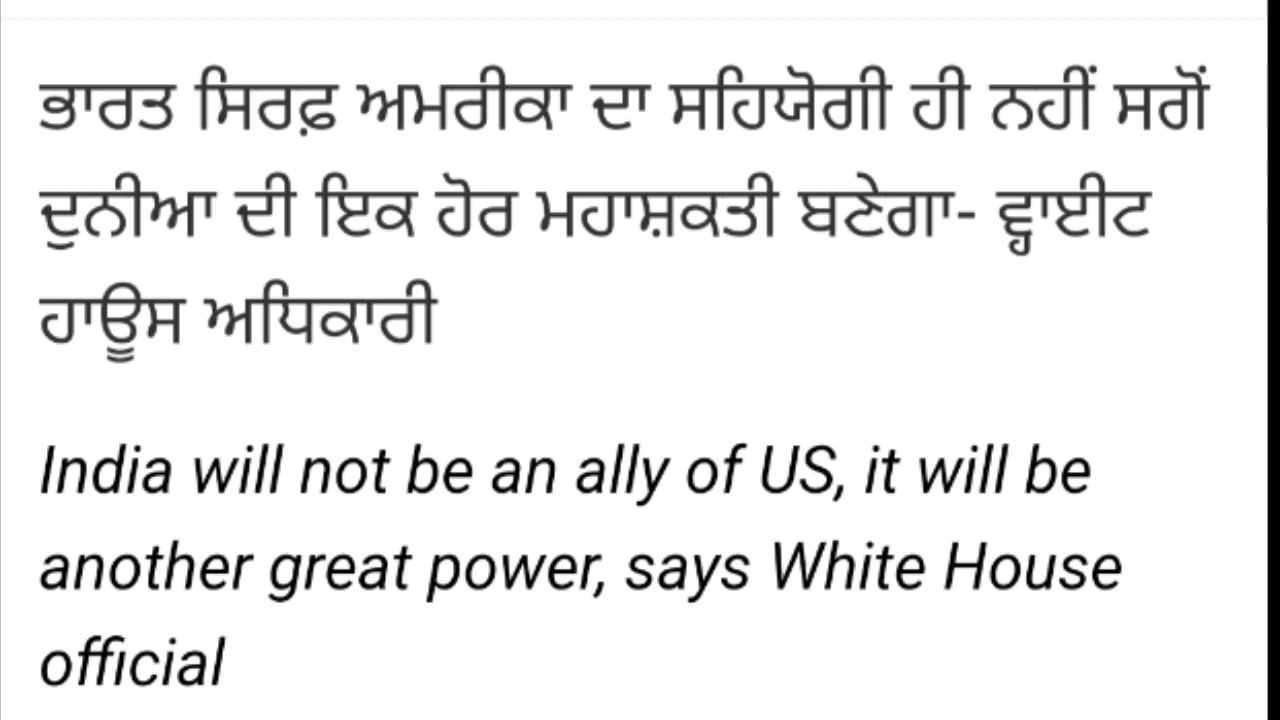 ਭਾਰਤ ਸਿਰਫ਼ ਅਮਰੀਕਾ ਦਾ ਸਹਿਯੋਗੀ ਹੀ ਨਹੀਂ ਸਗੋਂ
ਦੁਨੀਆ ਦੀ ਇਕ ਹੋਰ ਮਹਾਸ਼ਕਤੀ ਬਣੇਗਾ- ਵ੍ਹਾਈਟ
ਹਾਊਸ ਅਧਿਕਾਰੀ
India will not be an ally of US, it will be
another great power, says White House
official